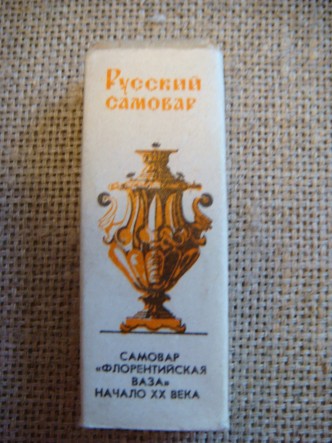 Русский
самовар
САМОВАР
«ФЛОРЕНТИЙСКАЯ
ВАЗА»
НАЧАЛО XX ВЕКА